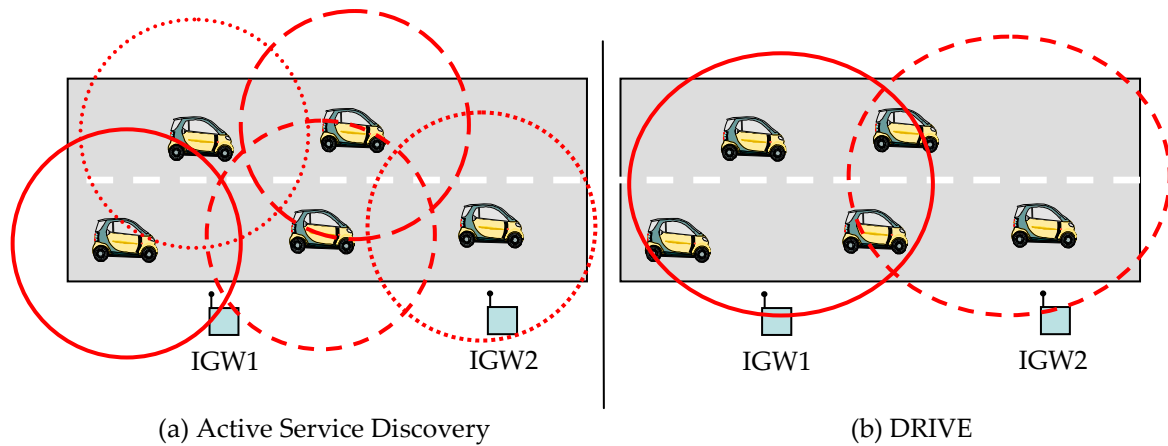 IGW1
IGW2
IGW1
IGW2
(a) Active Service Discovery
(b) DRIVE